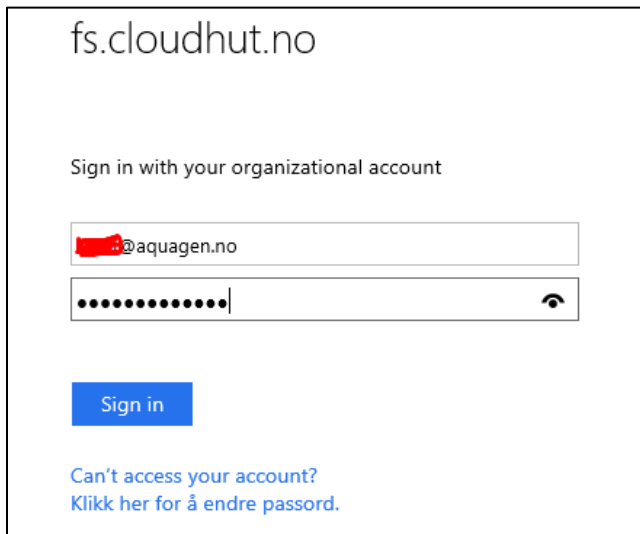 fs.cloudhut.no
Sign in with your organizational account
@aquagen.no
•••••••••••••
Sign in
Can't access your account?
Klikk her for å endre passord.